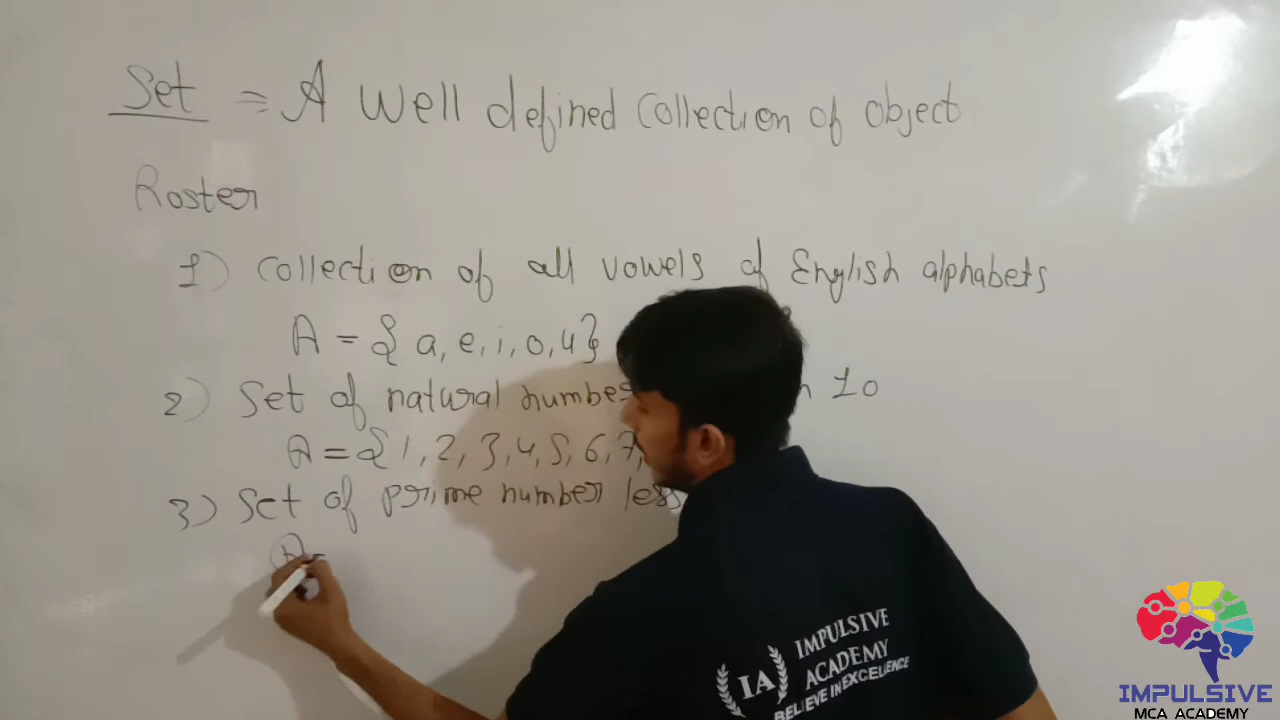 Set = A well defined collection of object
Roster
1) collection of all vowels of English alphabets
A = { a, e, i, o, u}
2) Set of natural number 10
A = { 1, 2, 3, 4, 5, 6, 7,
3) Set of prime number less
A =
IA IMPULSIVE
ACADEMY
BELIEVE IN EXCELLENCE
IMPULSIVE
MCA ACADEMY